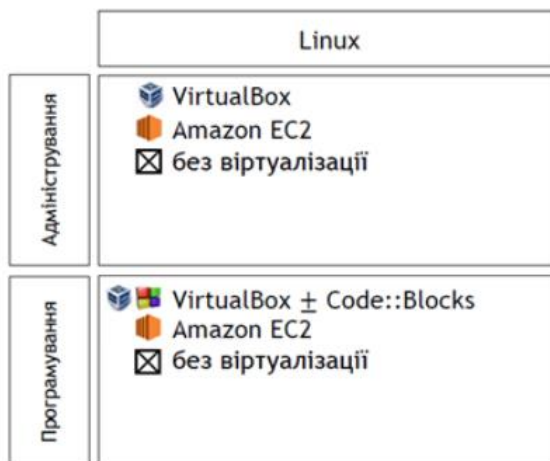 Linux
Адміністрування
VirtualBox
Amazon EC2
без віртуалізації
Програмування
VirtualBox ± Code::Blocks
Amazon EC2
без віртуалізації